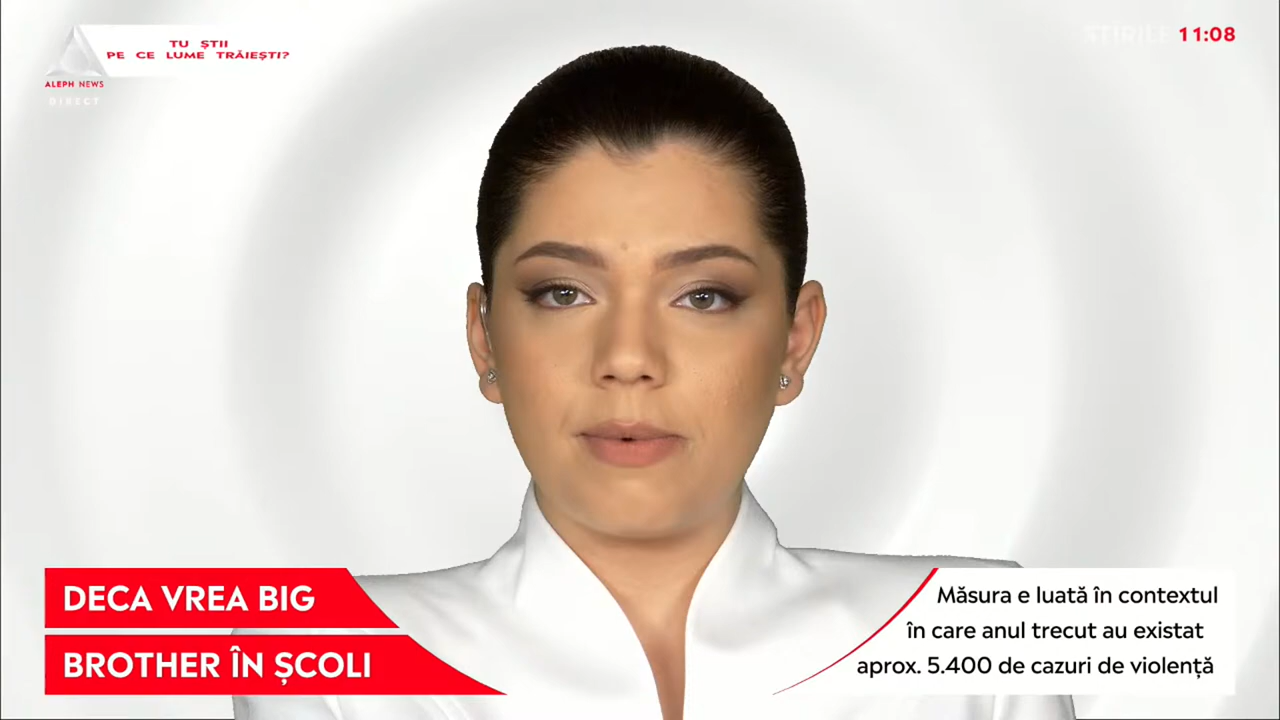 TU ȘTII
PE CE LUME TRĂIEȘTI?
ALEPH NEWS
DIRECT
ȘTIRILE 11:08
DECA VREA BIG
BROTHER ÎN ȘCOLI
Măsura e luată în contextul
în care anul trecut au existat
aprox. 5.400 de cazuri de violență